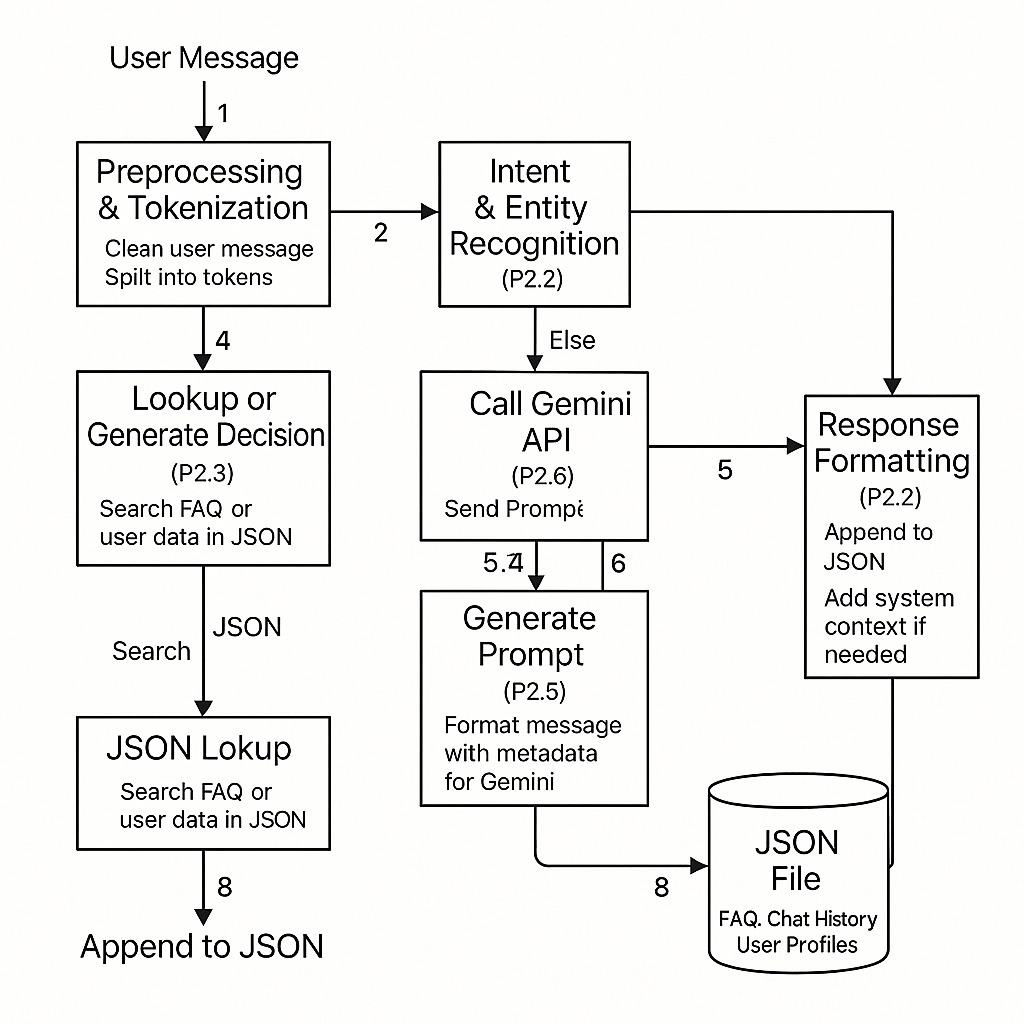 User Message
1
Preprocessing
& Tokenization
Clean user message
Spilt into tokens
2
Intent
& Entity
Recognition
(P2.2)
4
Else
Lookup or
Generate Decision
(P2.3)
Search FAQ or
user data in JSON
Call Gemini
API
(P2.6)
Send
5
Response
Formatting
(P2.2)
Append to
JSON
Add system
context if
needed
6
Generate
Prompt
(P2.5)
Format message
with metadata
for Gemini
JSON
Search
JSON Lokup
Search FAQ or
user data in JSON
8
Append to JSON
8
JSON
File
FAQ. Chat History
User Profiles